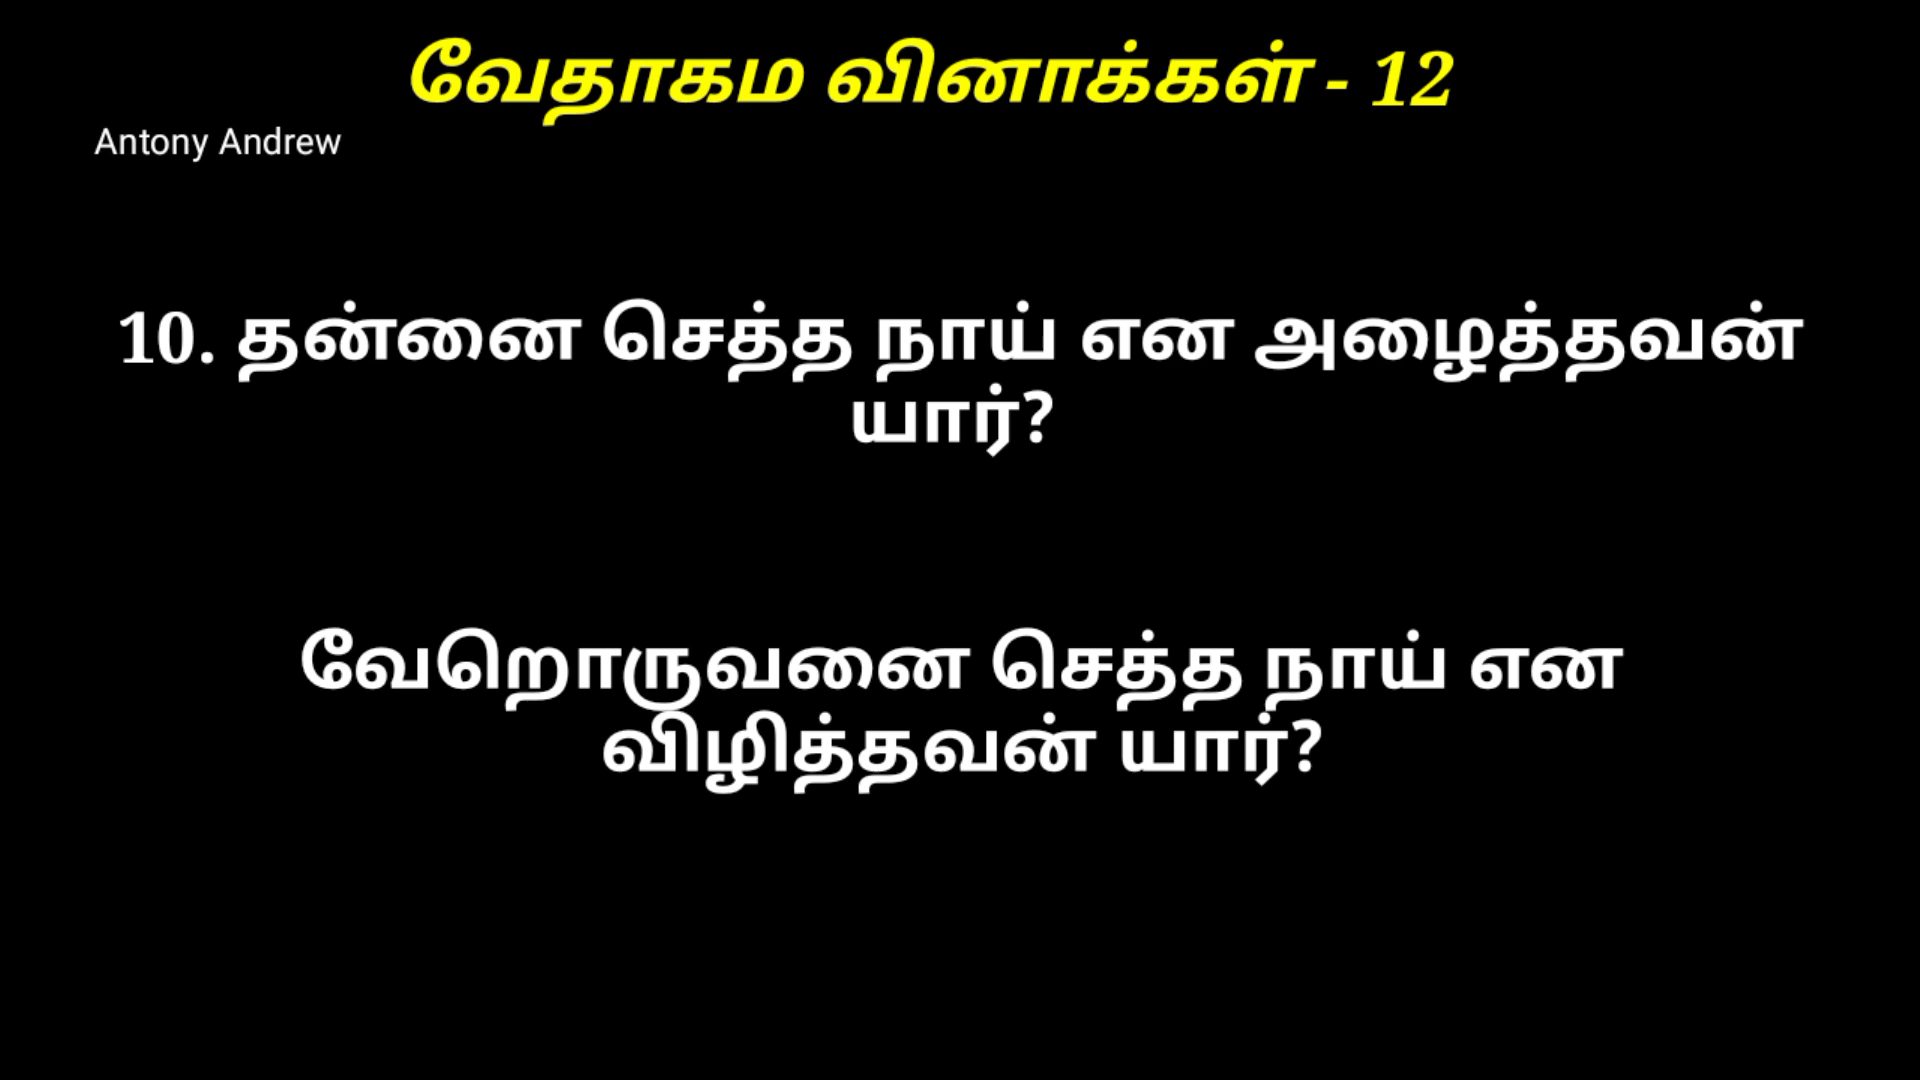 வேதாகம வினாக்கள் - 12
Antony Andrew
10. தன்னை செத்த நாய் என அழைத்தவன்
யார்?
வேறொருவனை செத்த நாய் என
விழித்தவன் யார்?